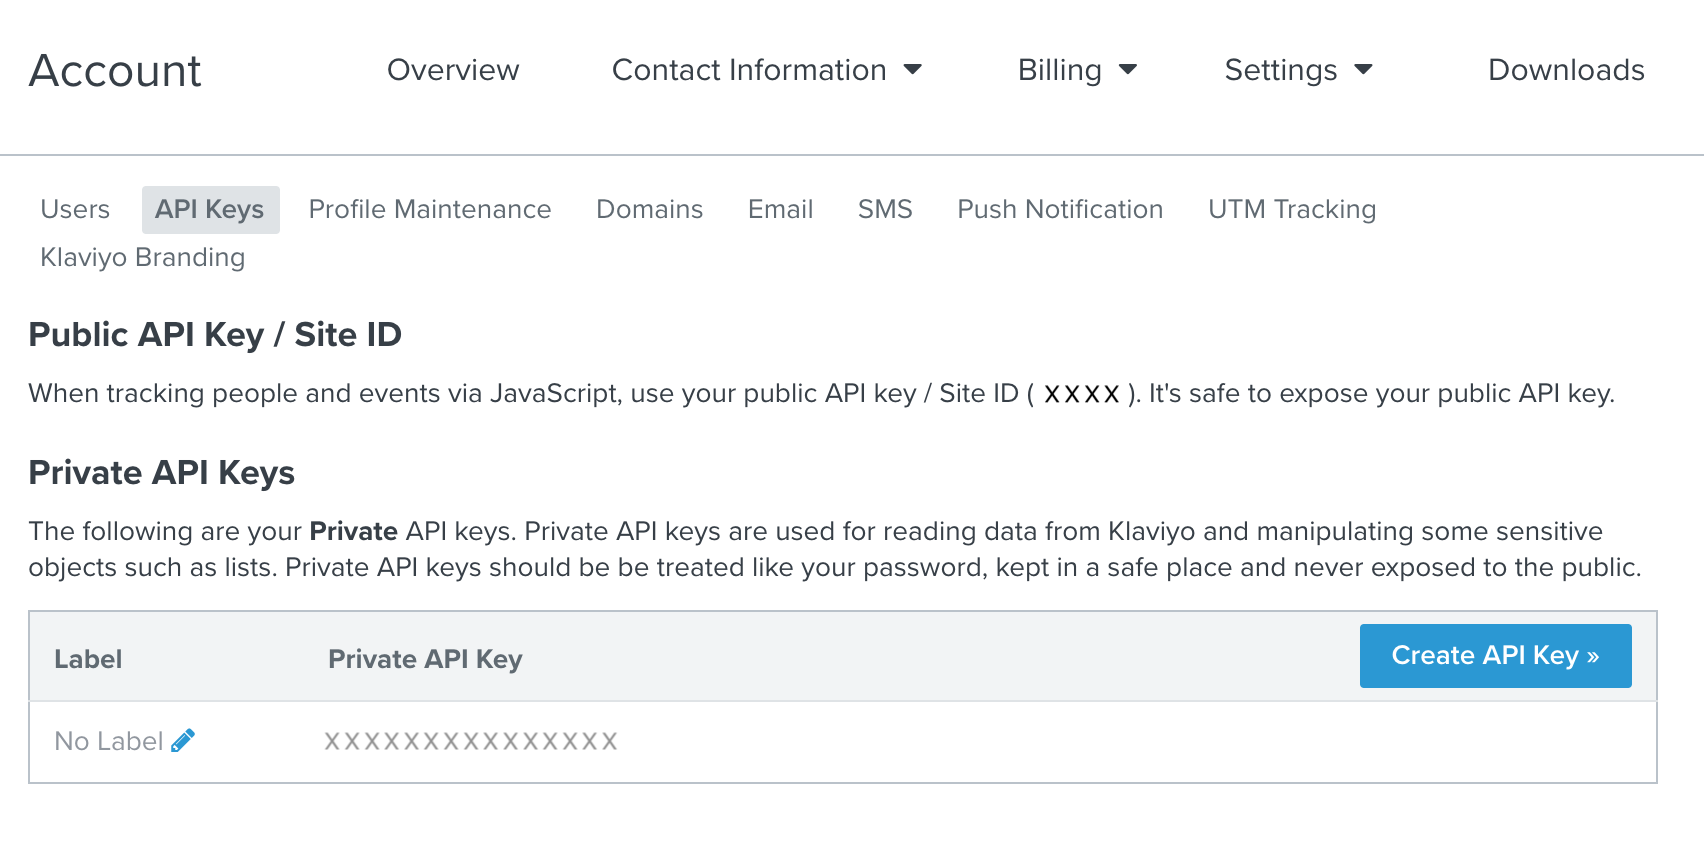 Account Overview Contact Information Billing Settings Downloads
Users API Keys Profile Maintenance Domains Email SMS Push Notification UTM Tracking
Klaviyo Branding
Public API Key / Site ID
When tracking people and events via JavaScript, use your public API key / Site ID ( XXXX ). It's safe to expose your public API key.
Private API Keys
The following are your Private API keys. Private API keys are used for reading data from Klaviyo and manipulating some sensitive
objects such as lists. Private API keys should be be treated like your password, kept in a safe place and never exposed to the public.
Label Private API Key Create API Key »
No Label XXXXXXXXXXXXXXX